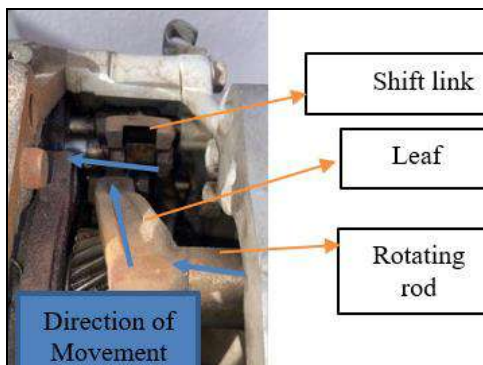 Shift link
Leaf
Rotating
rod
Direction of
Movement